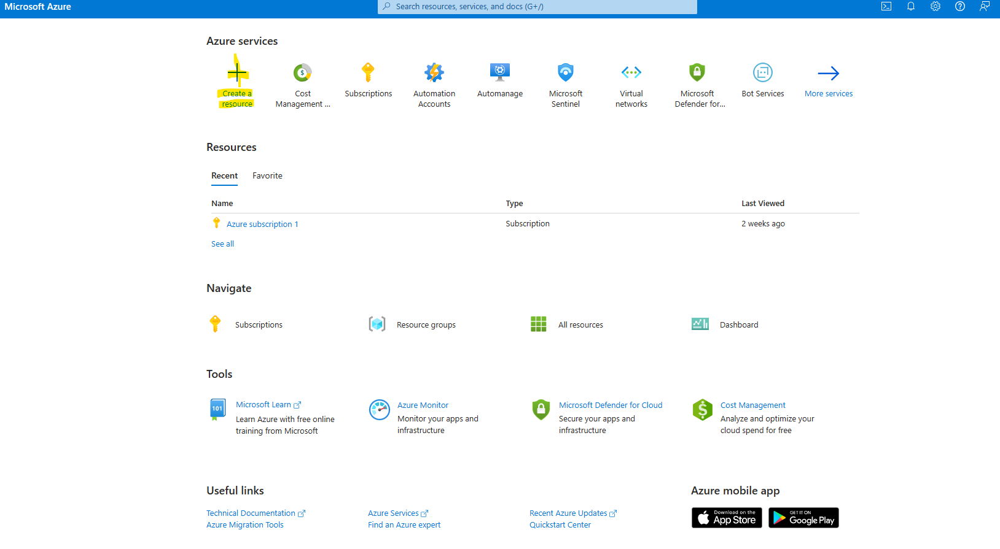 Microsoft Azure
Search resources, services, and docs (G+/)
Azure services
Create a
resource
Cost
Management ...
Subscriptions
Automation
Accounts
Automanage
Microsoft
Sentinel
Virtual
networks
Microsoft
Defender for...
Bot Services
More services
Resources
Recent
Favorite
Name Type Last Viewed
Azure subscription 1 Subscription 2 weeks ago
See all
Navigate
Subscriptions
Resource groups
All resources
Dashboard
Tools
101
Microsoft Learn
Learn Azure with free online
training from Microsoft
Azure Monitor
Monitor your apps and
infrastructure
Microsoft Defender for Cloud
Secure your apps and
infrastructure
Cost Management
Analyze and optimize your
cloud spend for free
Useful links
Technical Documentation
Azure Migration Tools
Azure Services
Find an Azure expert
Recent Azure Updates
Quickstart Center
Azure mobile app
Download on the
App Store
GET IT ON
Google Play